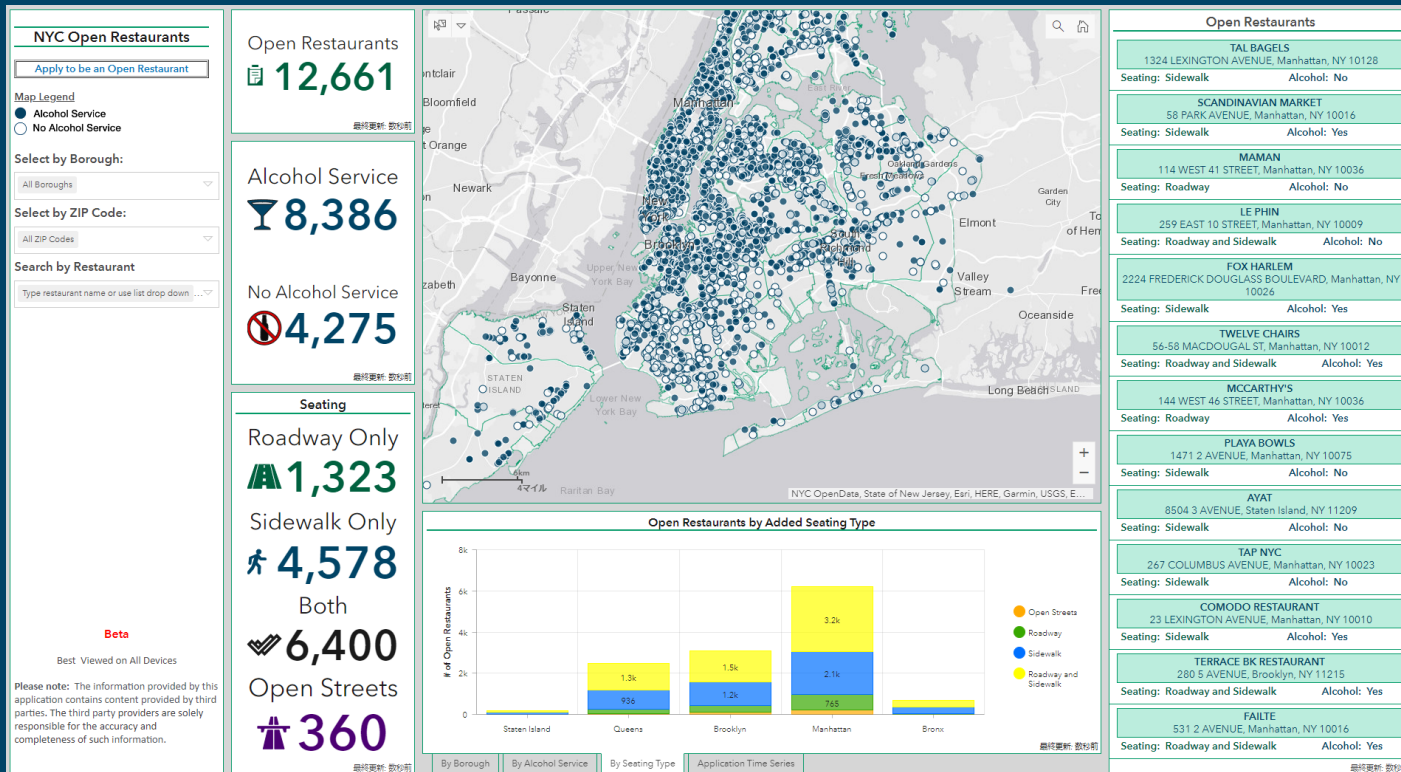 NYC Open Restaurants
Apply to be an Open Restaurant
Map Legend
Alcohol Service
No Alcohol Service
Select by Borough:
All Boroughs
Select by ZIP Code:
All ZIP Codes
Search by Restaurant
Type restaurant name or use list drop down ...
Beta
Best Viewed on All Devices
Please note: The information provided by this
application contains content provided by third
parties. The third party providers are solely
responsible for the accuracy and
completeness of such information.
Open Restaurants
12,661
最終更新: 数秒前
Alcohol Service
8,386
No Alcohol Service
4,275
最終更新: 数秒前
Seating
Roadway Only
1,323
Sidewalk Only
4,578
Both
6,400
Open Streets
360
最終更新: 数秒前
Passaic
ntclair
Bloomfield
t Orange
Newark
Manhattan
East River
Oakland Gardens
Fresh Meadows
Garden
City
New
York
Elmont
To
of Hem
Brooklyn
South
Richmond
Hill
Upper New
York Bay
Bayonne
zabeth
Valley
Stream
Free
Staten
Island
Oceanside
STATEN
ISLAND
Long Beach
ISLAND
Lower New
York Bay
teret
6km
4マイル
Raritan Bay
NYC OpenData, State of New Jersey, Esri, HERE, Garmin, USGS, E...
Open Restaurants by Added Seating Type
# of Open Restaurants
8k
6k
4k
2k
0
1.3k
936
1.5k
1.2k
3.2k
2.1k
765
Staten Island
Queens
Brooklyn
Manhattan
Bronx
Open Streets
Roadway
Sidewalk
Roadway and
Sidewalk
最終更新: 数秒前
By Borough
By Alcohol Service
By Seating Type
Application Time Series
Open Restaurants
TAL BAGELS
1324 LEXINGTON AVENUE, Manhattan, NY 10128
Seating: Sidewalk Alcohol: No
SCANDINAVIAN MARKET
58 PARK AVENUE, Manhattan, NY 10016
Seating: Sidewalk Alcohol: Yes
MAMAN
114 WEST 41 STREET, Manhattan, NY 10036
Seating: Roadway Alcohol: No
LE PHIN
259 EAST 10 STREET, Manhattan, NY 10009
Seating: Roadway and Sidewalk Alcohol: No
FOX HARLEM
2224 FREDERICK DOUGLASS BOULEVARD, Manhattan, NY
10026
Seating: Sidewalk Alcohol: Yes
TWELVE CHAIRS
56-58 MACDOUGAL ST, Manhattan, NY 10012
Seating: Roadway and Sidewalk Alcohol: Yes
MCCARTHY'S
144 WEST 46 STREET, Manhattan, NY 10036
Seating: Roadway Alcohol: Yes
PLAYA BOWLS
1471 2 AVENUE, Manhattan, NY 10075
Seating: Sidewalk Alcohol: No
AYAT
8504 3 AVENUE, Staten Island, NY 11209
Seating: Sidewalk Alcohol: No
TAP NYC
267 COLUMBUS AVENUE, Manhattan, NY 10023
Seating: Sidewalk Alcohol: No
COMODO RESTAURANT
23 LEXINGTON AVENUE, Manhattan, NY 10010
Seating: Sidewalk Alcohol: Yes
TERRACE BK RESTAURANT
280 5 AVENUE, Brooklyn, NY 11215
Seating: Roadway and Sidewalk Alcohol: Yes
FAILTE
531 2 AVENUE, Manhattan, NY 10016
Seating: Roadway and Sidewalk Alcohol: Yes
最終更新: 数秒